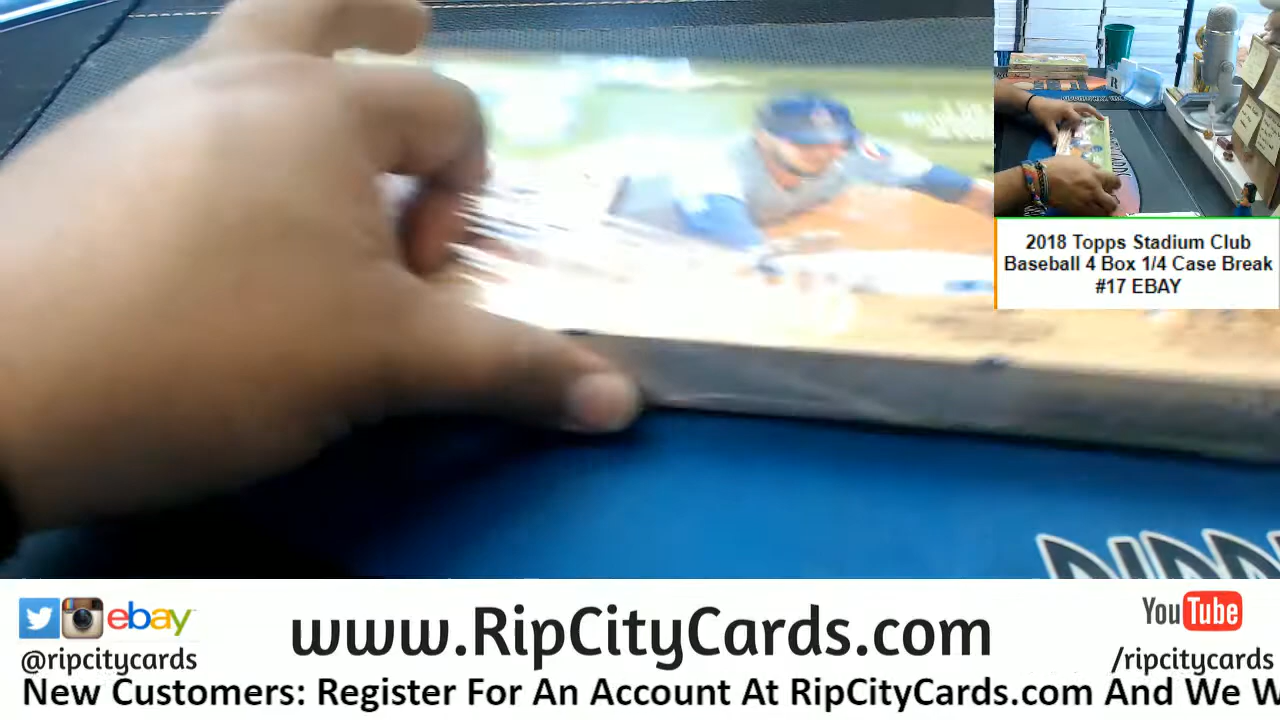 2018 Topps Stadium Club
Baseball 4 Box 1/4 Case Break
#17 EBAY
ebay
www.RipCityCards.com
YouTube
@ripcitycards
/ripcitycards
New Customers: Register For An Account At RipCityCards.com And We W